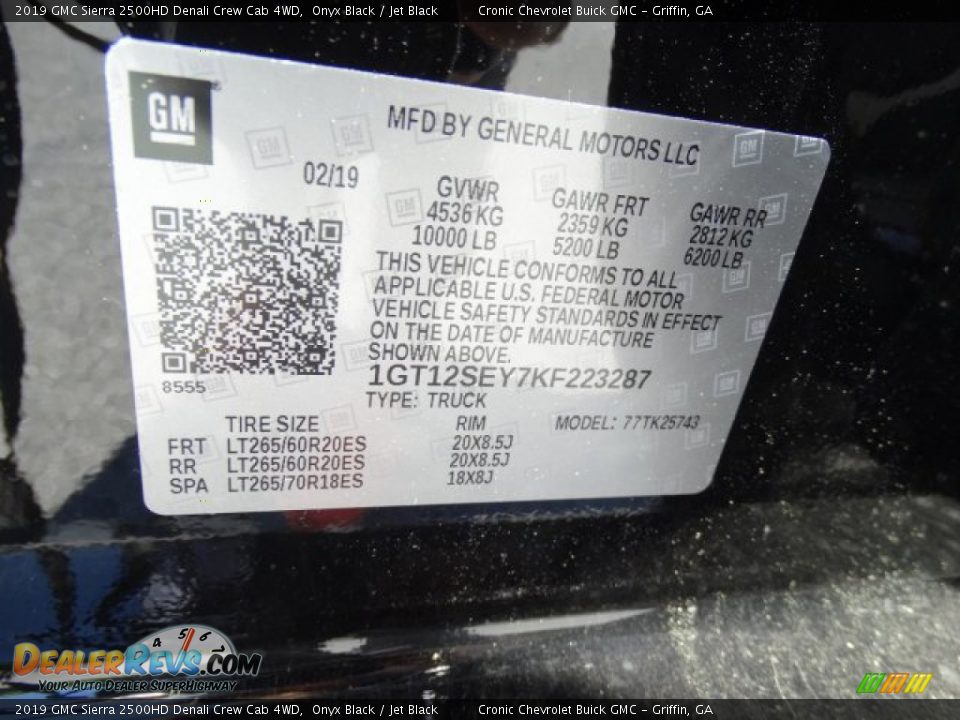 2019 GMC Sierra 2500HD Denali Crew Cab 4WD, Onyx Black / Jet Black Cronic Chevrolet Buick GMC - Griffin, GA
GM
MFD BY GENERAL MOTORS LLC
02/19
GVWR GAWR FRT GAWR RR
4536 KG 2359 KG 2812 KG
10000 LB 5200 LB 6200 LB
THIS VEHICLE CONFORMS TO ALL
APPLICABLE U.S. FEDERAL MOTOR
VEHICLE SAFETY STANDARDS IN EFFECT
ON THE DATE OF MANUFACTURE
SHOWN ABOVE.
8555
1GT12SEY7KF223287
TYPE: TRUCK
TIRE SIZE RIM MODEL: 77TK25743
FRT LT265/60R20ES 20X8.5J
RR LT265/60R20ES 20X8.5J
SPA LT265/70R18ES 18X8J
4 5 6
DEALERREVS.COM
Your Auto Dealer SuperHighway
2019 GMC Sierra 2500HD Denali Crew Cab 4WD, Onyx Black / Jet Black Cronic Chevrolet Buick GMC - Griffin, GA